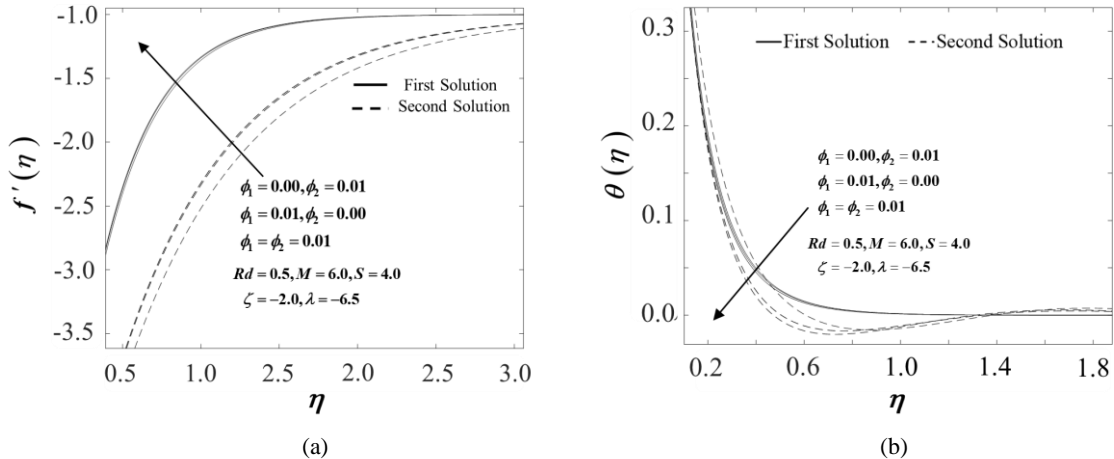 -1.0
-1.5
-2.0
-2.5
-3.0
-3.5
f ' (η)
First Solution
Second Solution
ϕ₁ = 0.00, ϕ₂ = 0.01
ϕ₁ = 0.01, ϕ₂ = 0.00
ϕ₁ = ϕ₂ = 0.01
Rd = 0.5, M = 6.0, S = 4.0
ζ = −2.0, λ = −6.5
0.5 1.0 2.5 2.0 2.5 3.0
η
(a)
0.3
0.2
0.1
0.0
θ (η)
First Solution Second Solution
ϕ₁ = 0.00, ϕ₂ = 0.01
ϕ₁ = 0.01, ϕ₂ = 0.00
ϕ₁ = ϕ₂ = 0.01
Rd = 0.5, M = 6.0, S = 4.0
ζ = −2.0, λ = −6.5
0.2 0.6 1.0 1.4 1.8
η
(b)